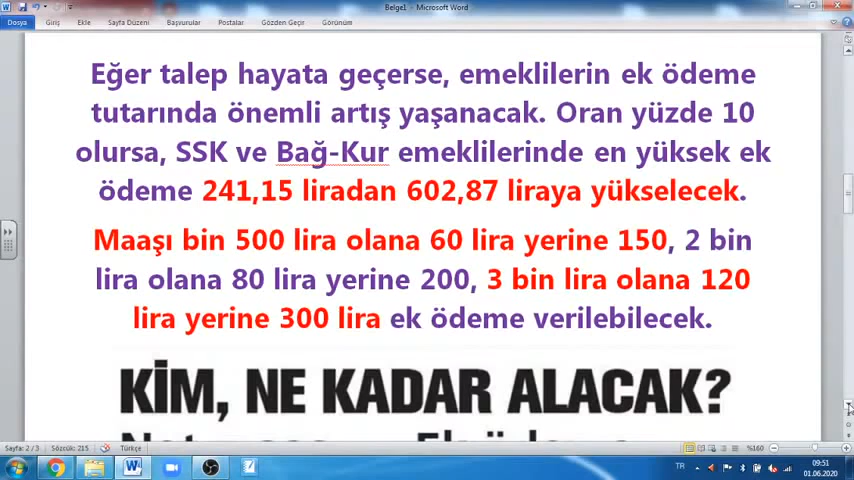 Belge1 - Microsoft Word
Dosya Giriş Ekle Sayfa Düzeni Başvurular Postalar Gözden Geçir Görünüm
Eğer talep hayata geçerse, emeklilerin ek ödeme
tutarında önemli artış yaşanacak. Oran yüzde 10
olursa, SSK ve Bağ-Kur emeklilerinde en yüksek ek
ödeme 241,15 liradan 602,87 liraya yükselecek.
Maaşı bin 500 lira olana 60 lira yerine 150, 2 bin
lira olana 80 lira yerine 200, 3 bin lira olana 120
lira yerine 300 lira ek ödeme verilebilecek.
KİM, NE KADAR ALACAK?
Sayfa: 2 / 3 Sözcük: 215 Türkçe %160
TR 09:51
01.06.2020